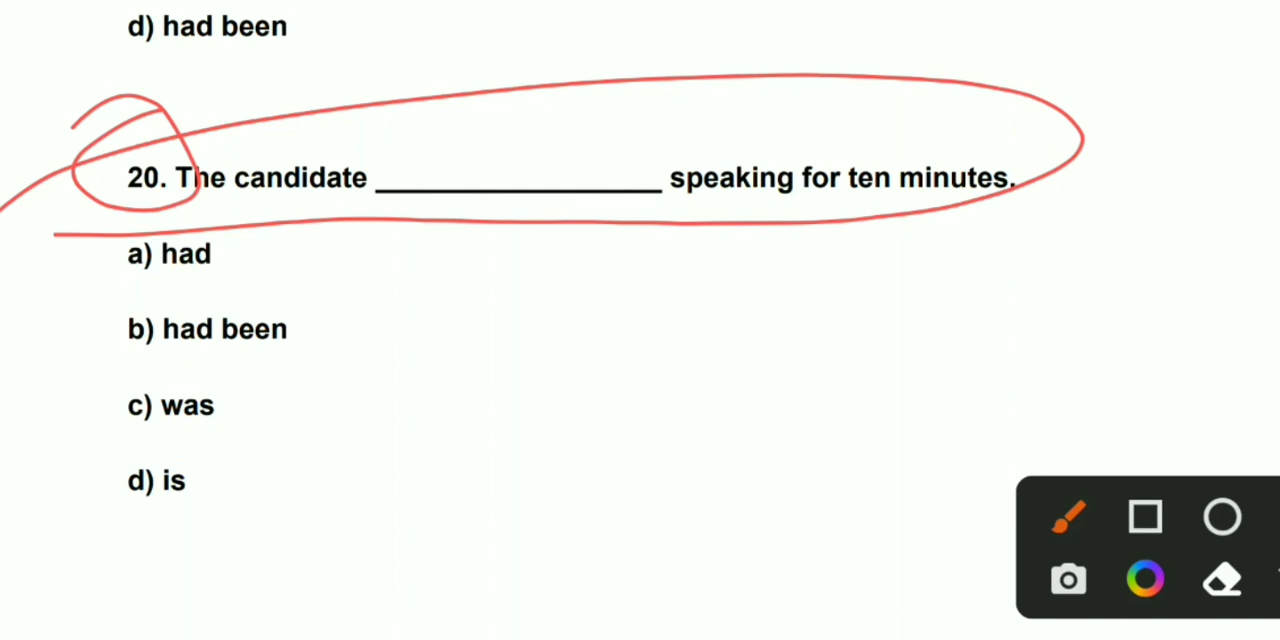 d) had been
20. The candidate ____________________ speaking for ten minutes.
a) had
b) had been
c) was
d) is